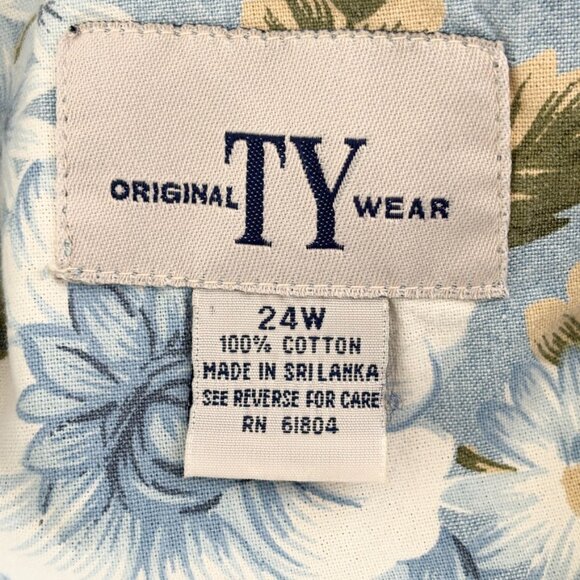 ORIGINAL TY WEAR
24W
100% COTTON
MADE IN SRI LANKA
SEE REVERSE FOR CARE
RN 61804